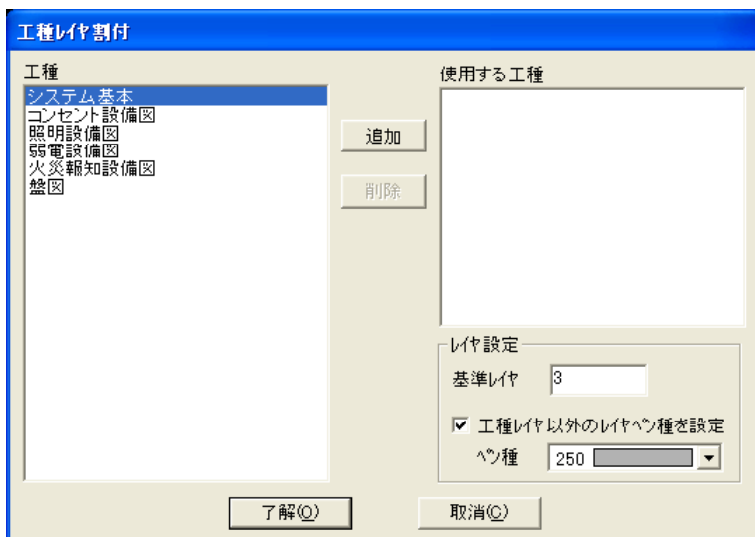 工種ﾚｲﾔ割付
工種
システム基本
コンセント設備図
照明設備図
弱電設備図
火災報知設備図
盤図
追加
削除
使用する工種
ﾚｲﾔ設定
基準ﾚｲﾔ
3
工種ﾚｲﾔ以外のﾚｲﾔﾍﾟﾝ種を設定
ﾍﾟﾝ種
250
了解(O)
取消(C)